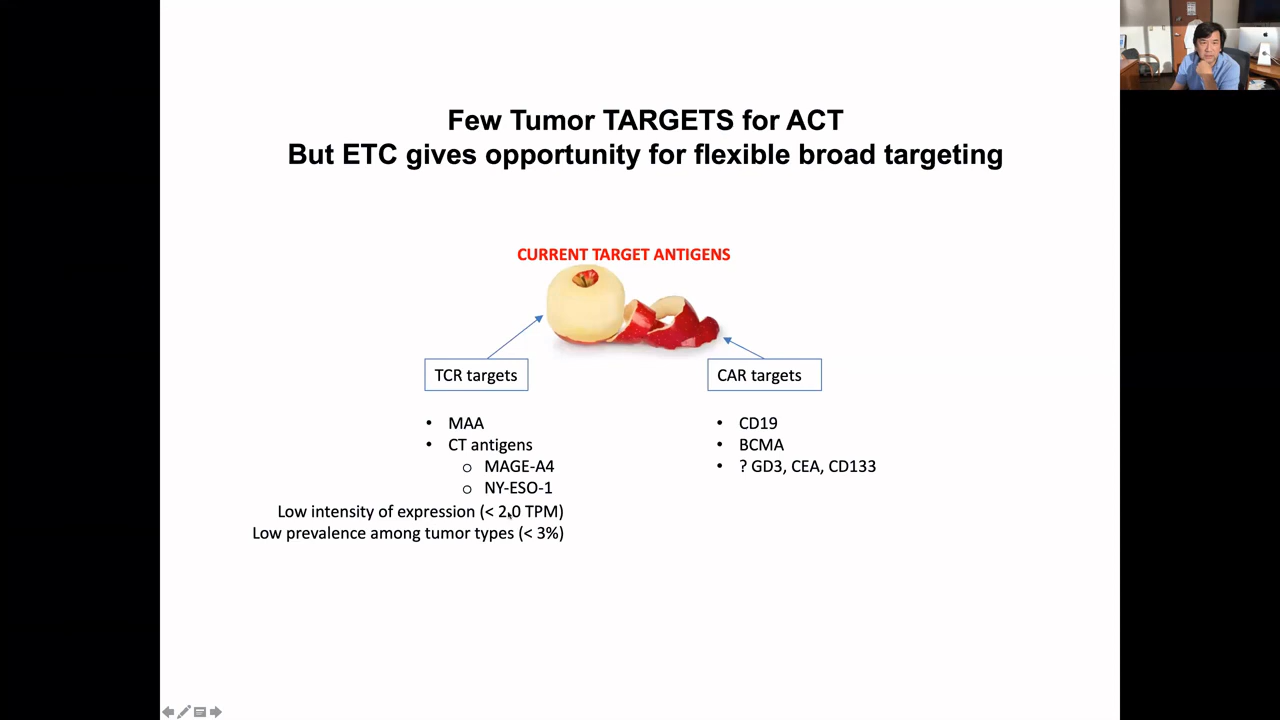 Few Tumor TARGETS for ACT
But ETC gives opportunity for flexible broad targeting
CURRENT TARGET ANTIGENS
TCR targets
CAR targets
• MAA
• CT antigens
o MAGE-A4
o NY-ESO-1
Low intensity of expression (< 2.0 TPM)
Low prevalence among tumor types (< 3%)
• CD19
• BCMA
• ? GD3, CEA, CD133